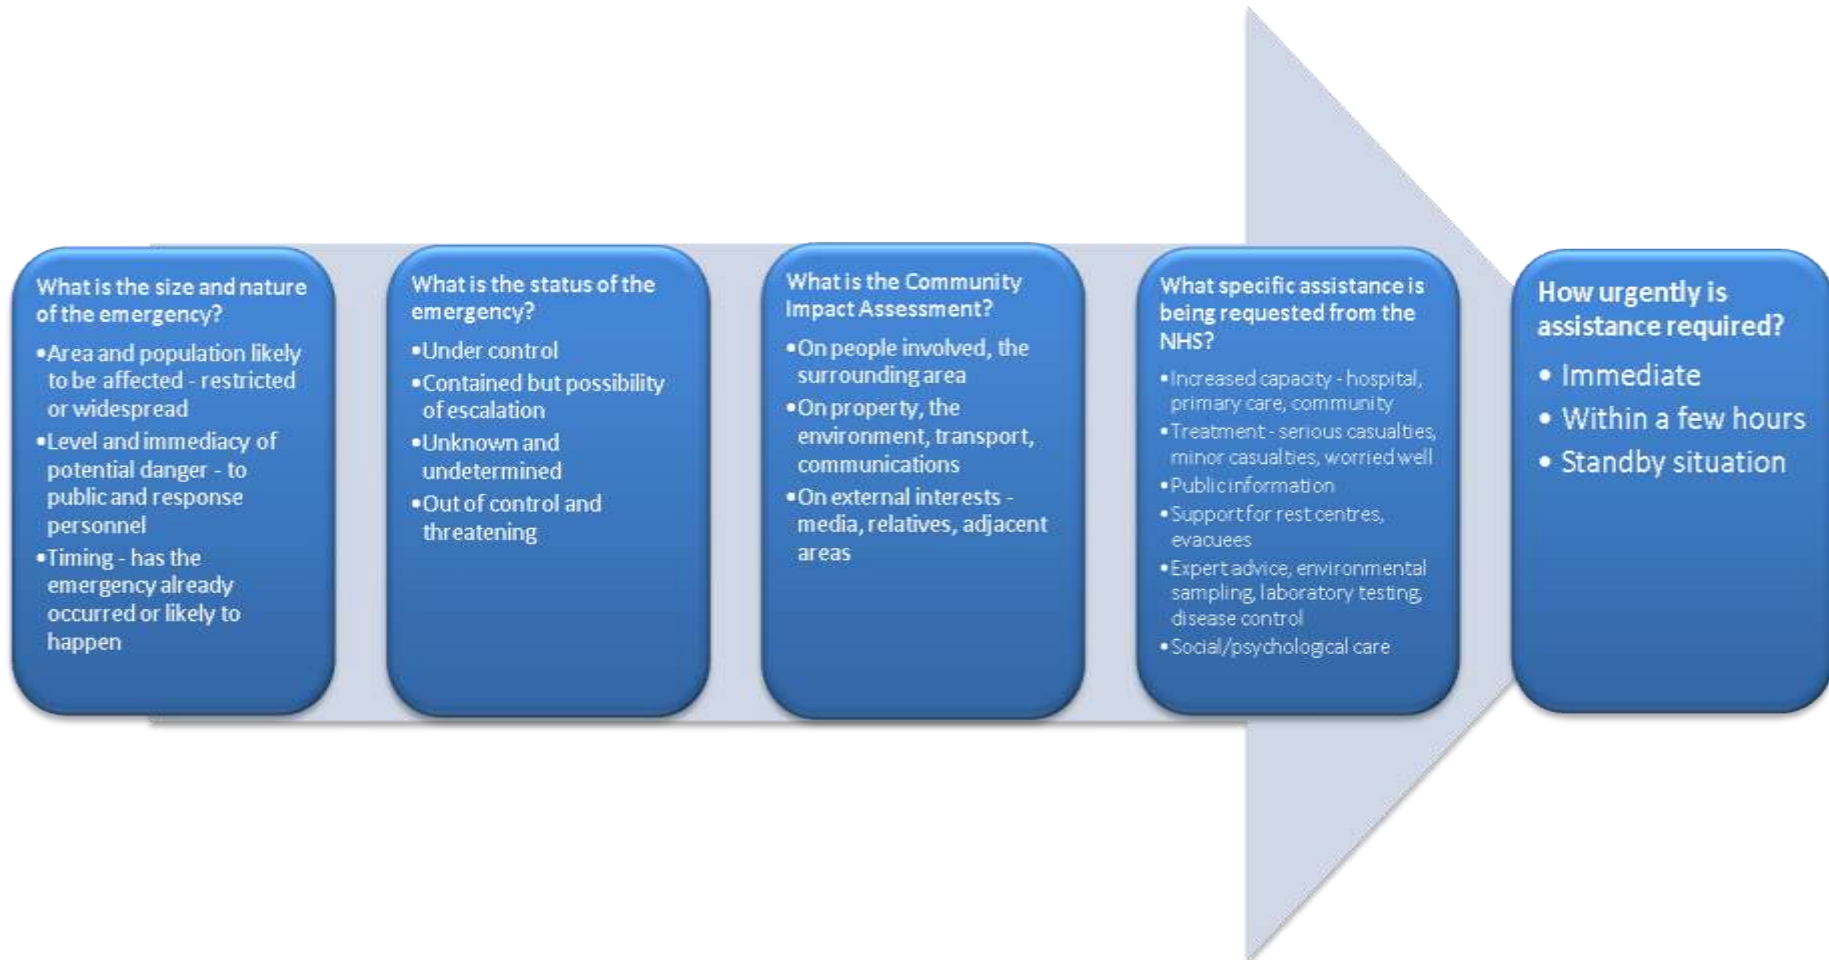 What is the size and nature
of the emergency?
•Area and population likely
to be affected - restricted
or widespread
•Level and immediacy of
potential danger - to
public and response
personnel
•Timing - has the
emergency already
occurred or likely to
happen
What is the status of the
emergency?
•Under control
•Contained but possibility
of escalation
•Unknown and
undetermined
•Out of control and
threatening
What is the Community
Impact Assessment?
•On people involved, the
surrounding area
•On property, the
environment, transport,
communications
•On external interests -
media, relatives, adjacent
areas
What specific assistance is
being requested from the
NHS?
•Increased capacity - hospital,
primary care, community
•Treatment - serious casualties,
minor casualties, worried well
•Public information
•Support for rest centres,
evacuees
•Expert advice, environmental
sampling, laboratory testing,
disease control
•Social/psychological care
How urgently is
assistance required?
• Immediate
• Within a few hours
• Standby situation